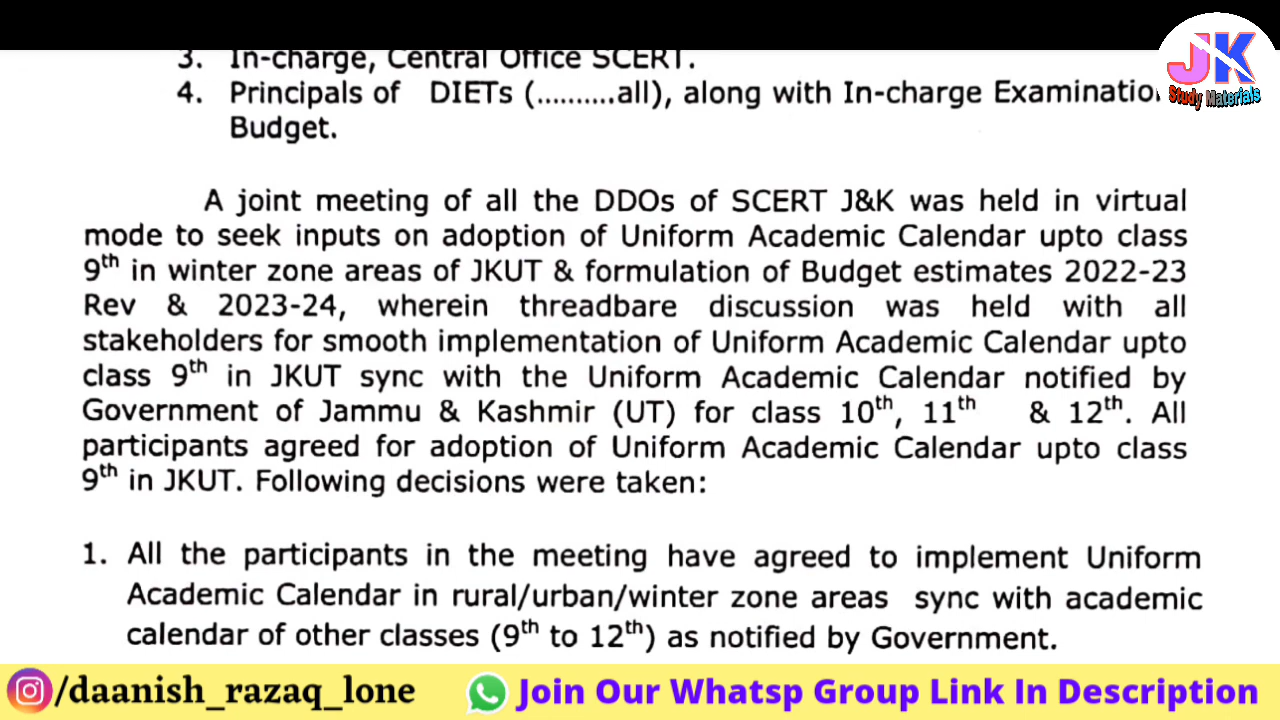 3. In-charge, Central Office SCERT.
4. Principals of DIETs (..........all), along with In-charge Examination
Budget.
A joint meeting of all the DDOs of SCERT J&K was held in virtual
mode to seek inputs on adoption of Uniform Academic Calendar upto class
9th in winter zone areas of JKUT & formulation of Budget estimates 2022-23
Rev & 2023-24, wherein threadbare discussion was held with all
stakeholders for smooth implementation of Uniform Academic Calendar upto
class 9th in JKUT sync with the Uniform Academic Calendar notified by
Government of Jammu & Kashmir (UT) for class 10th, 11th & 12th. All
participants agreed for adoption of Uniform Academic Calendar upto class
9th in JKUT. Following decisions were taken:
1. All the participants in the meeting have agreed to implement Uniform
Academic Calendar in rural/urban/winter zone areas sync with academic
calendar of other classes (9th to 12th) as notified by Government.
JK
Study Materials
/daanish_razaq_lone
Join Our Whatsp Group Link In Description